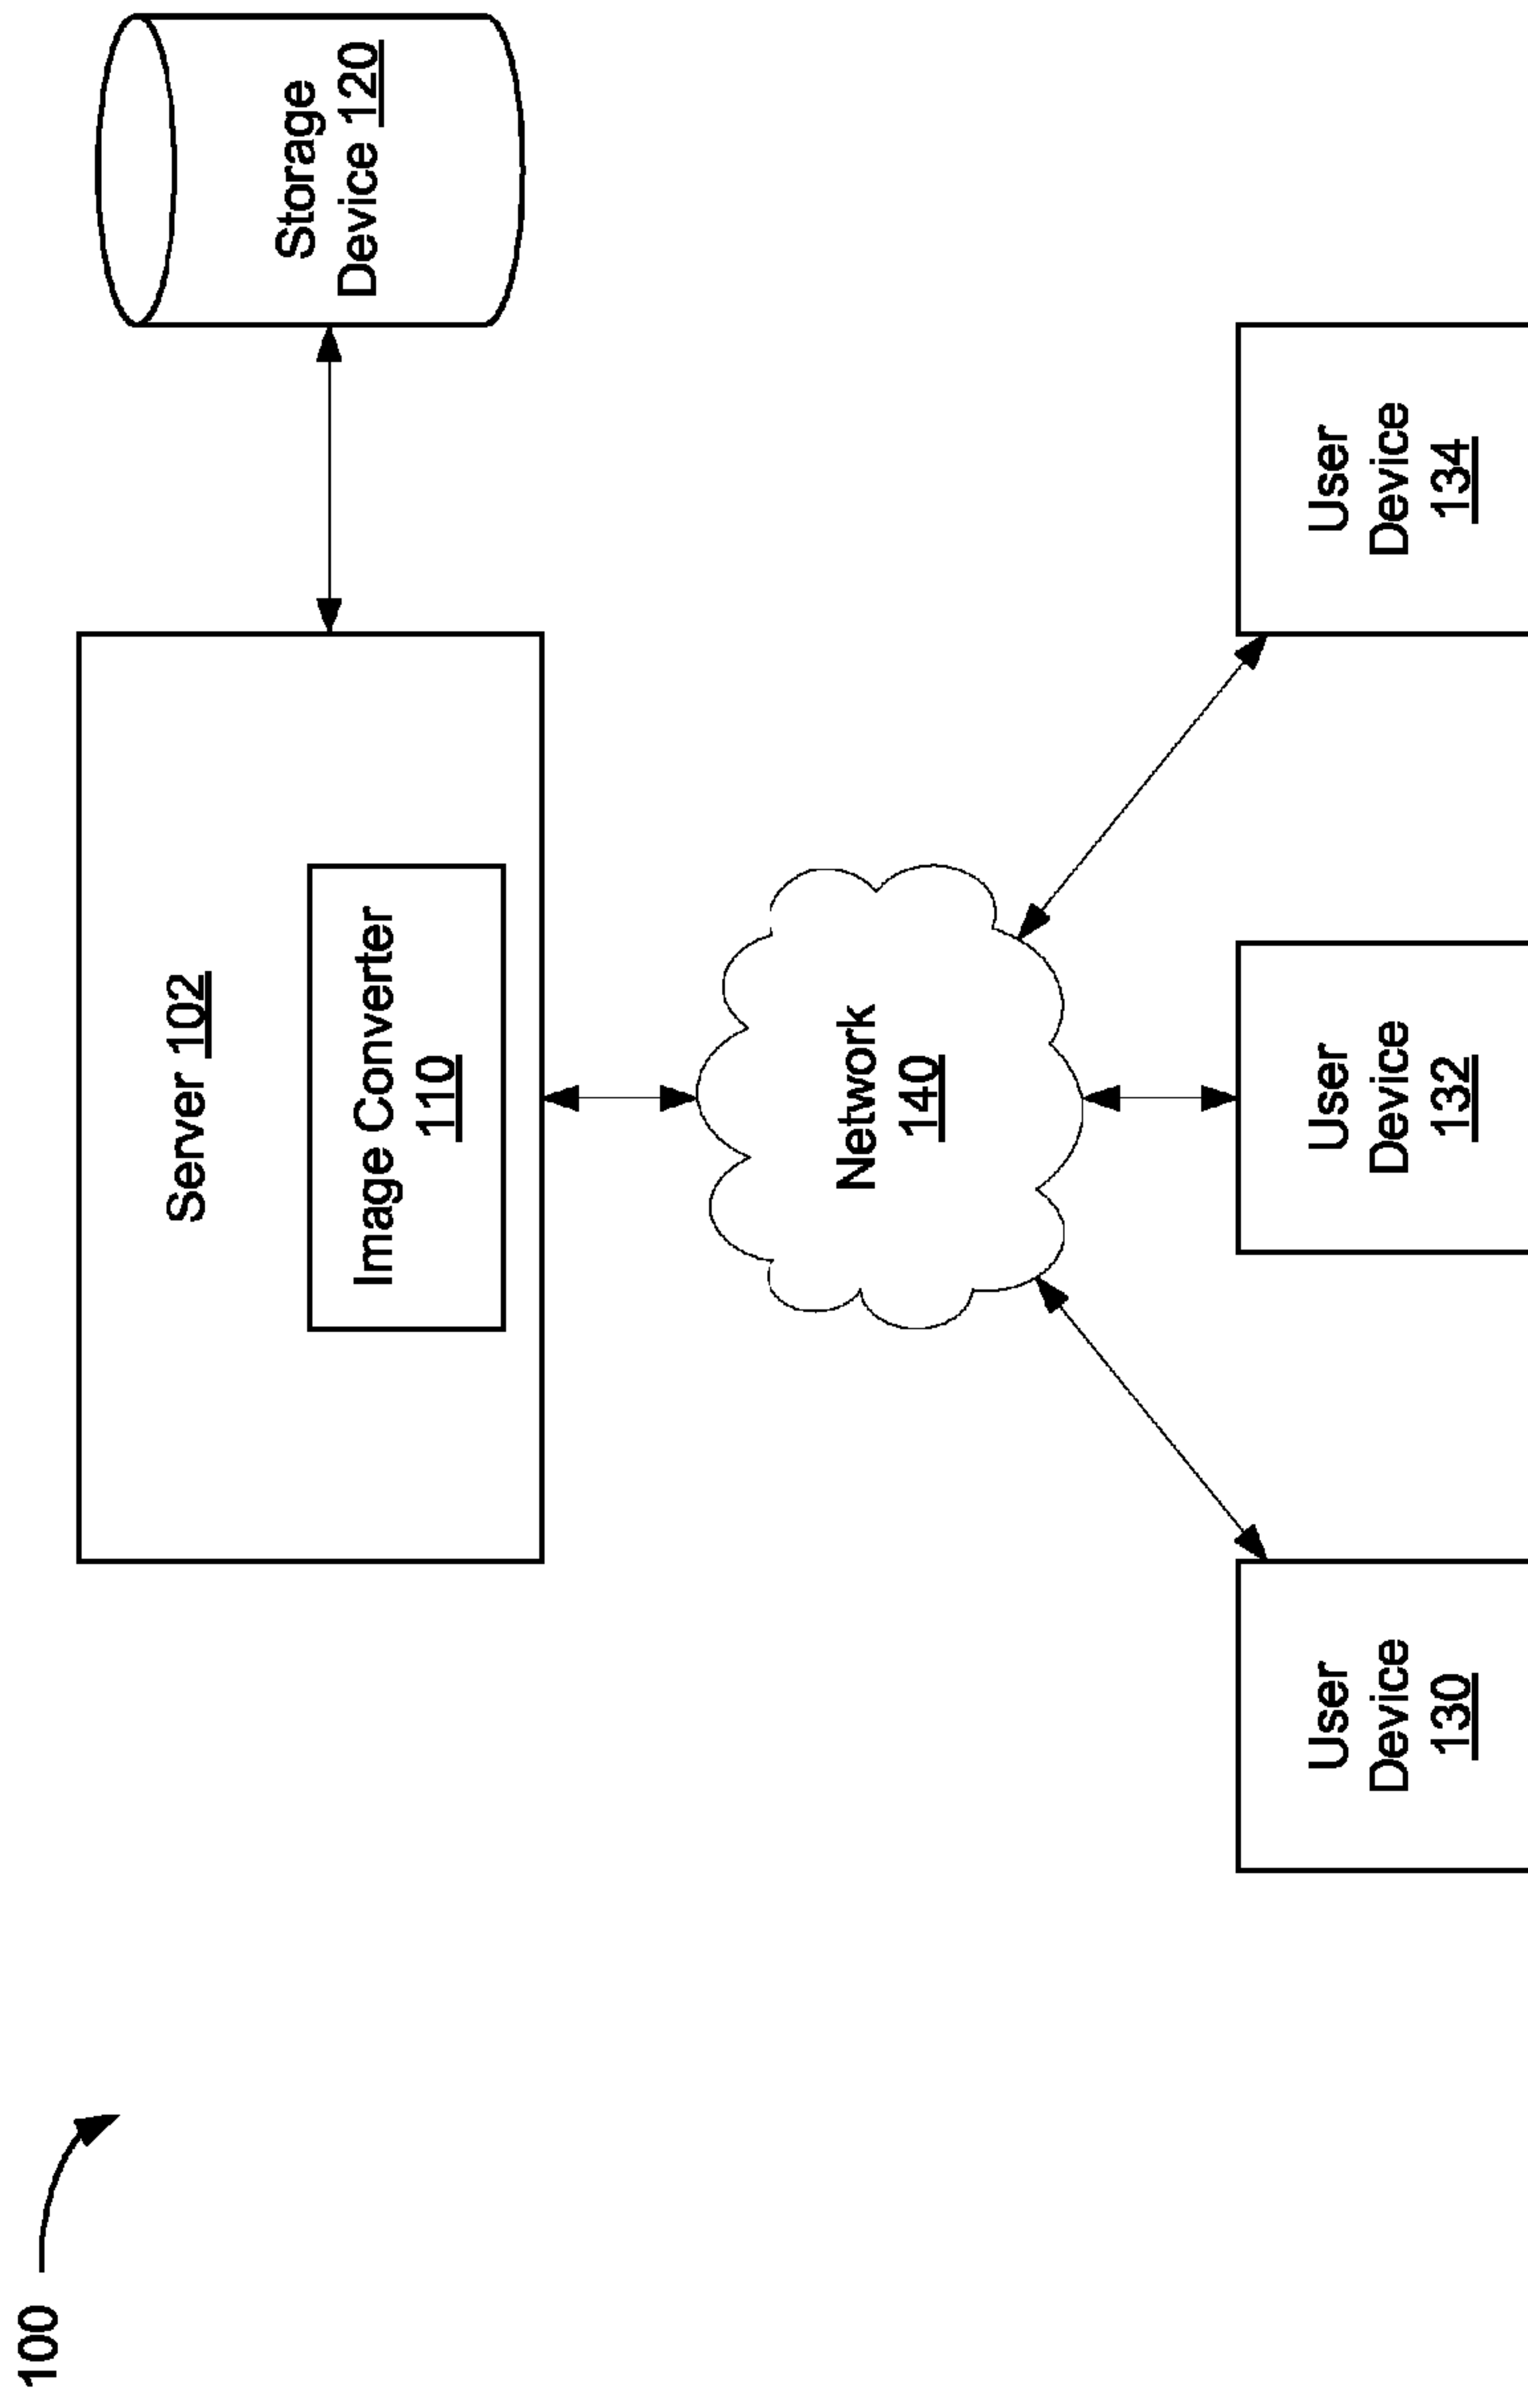 100
Server 102
Image Converter
110
Storage
Device 120
Network
140
User
Device
130
User
Device
132
User
Device
134